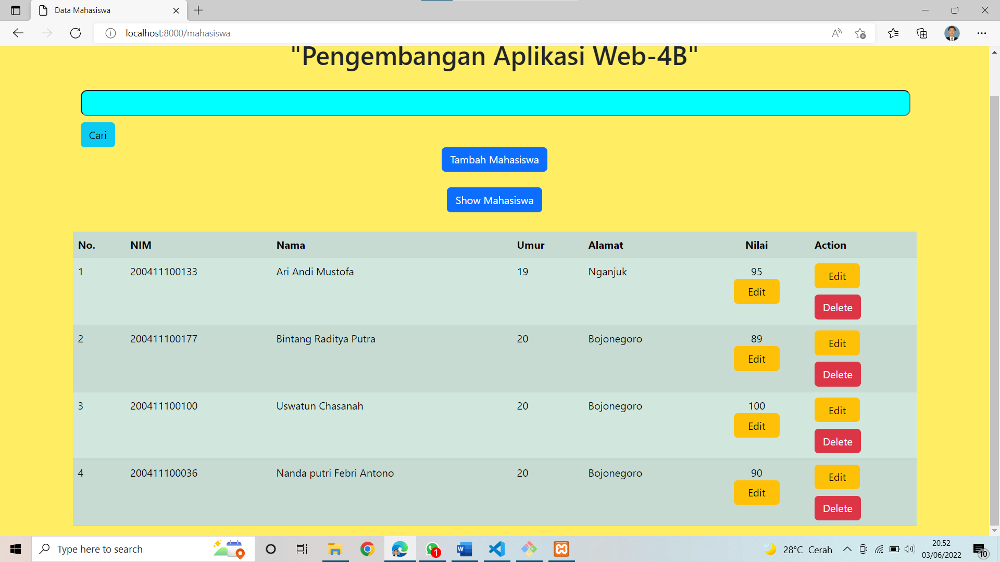 Data Mahasiswa
localhost:8000/mahasiswa
"Pengembangan Aplikasi Web-4B"
Cari
Tambah Mahasiswa
Show Mahasiswa
No. NIM Nama Umur Alamat Nilai Action
1 200411100133 Ari Andi Mustofa 19 Nganjuk 95 Edit
Edit
Delete
2 200411100177 Bintang Raditya Putra 20 Bojonegoro 89 Edit
Edit
Delete
3 200411100100 Uswatun Chasanah 20 Bojonegoro 100 Edit
Edit
Delete
4 200411100036 Nanda putri Febri Antono 20 Bojonegoro 90 Edit
Edit
Delete
Type here to search
1
28°C Cerah
20.52
03/06/2022
10